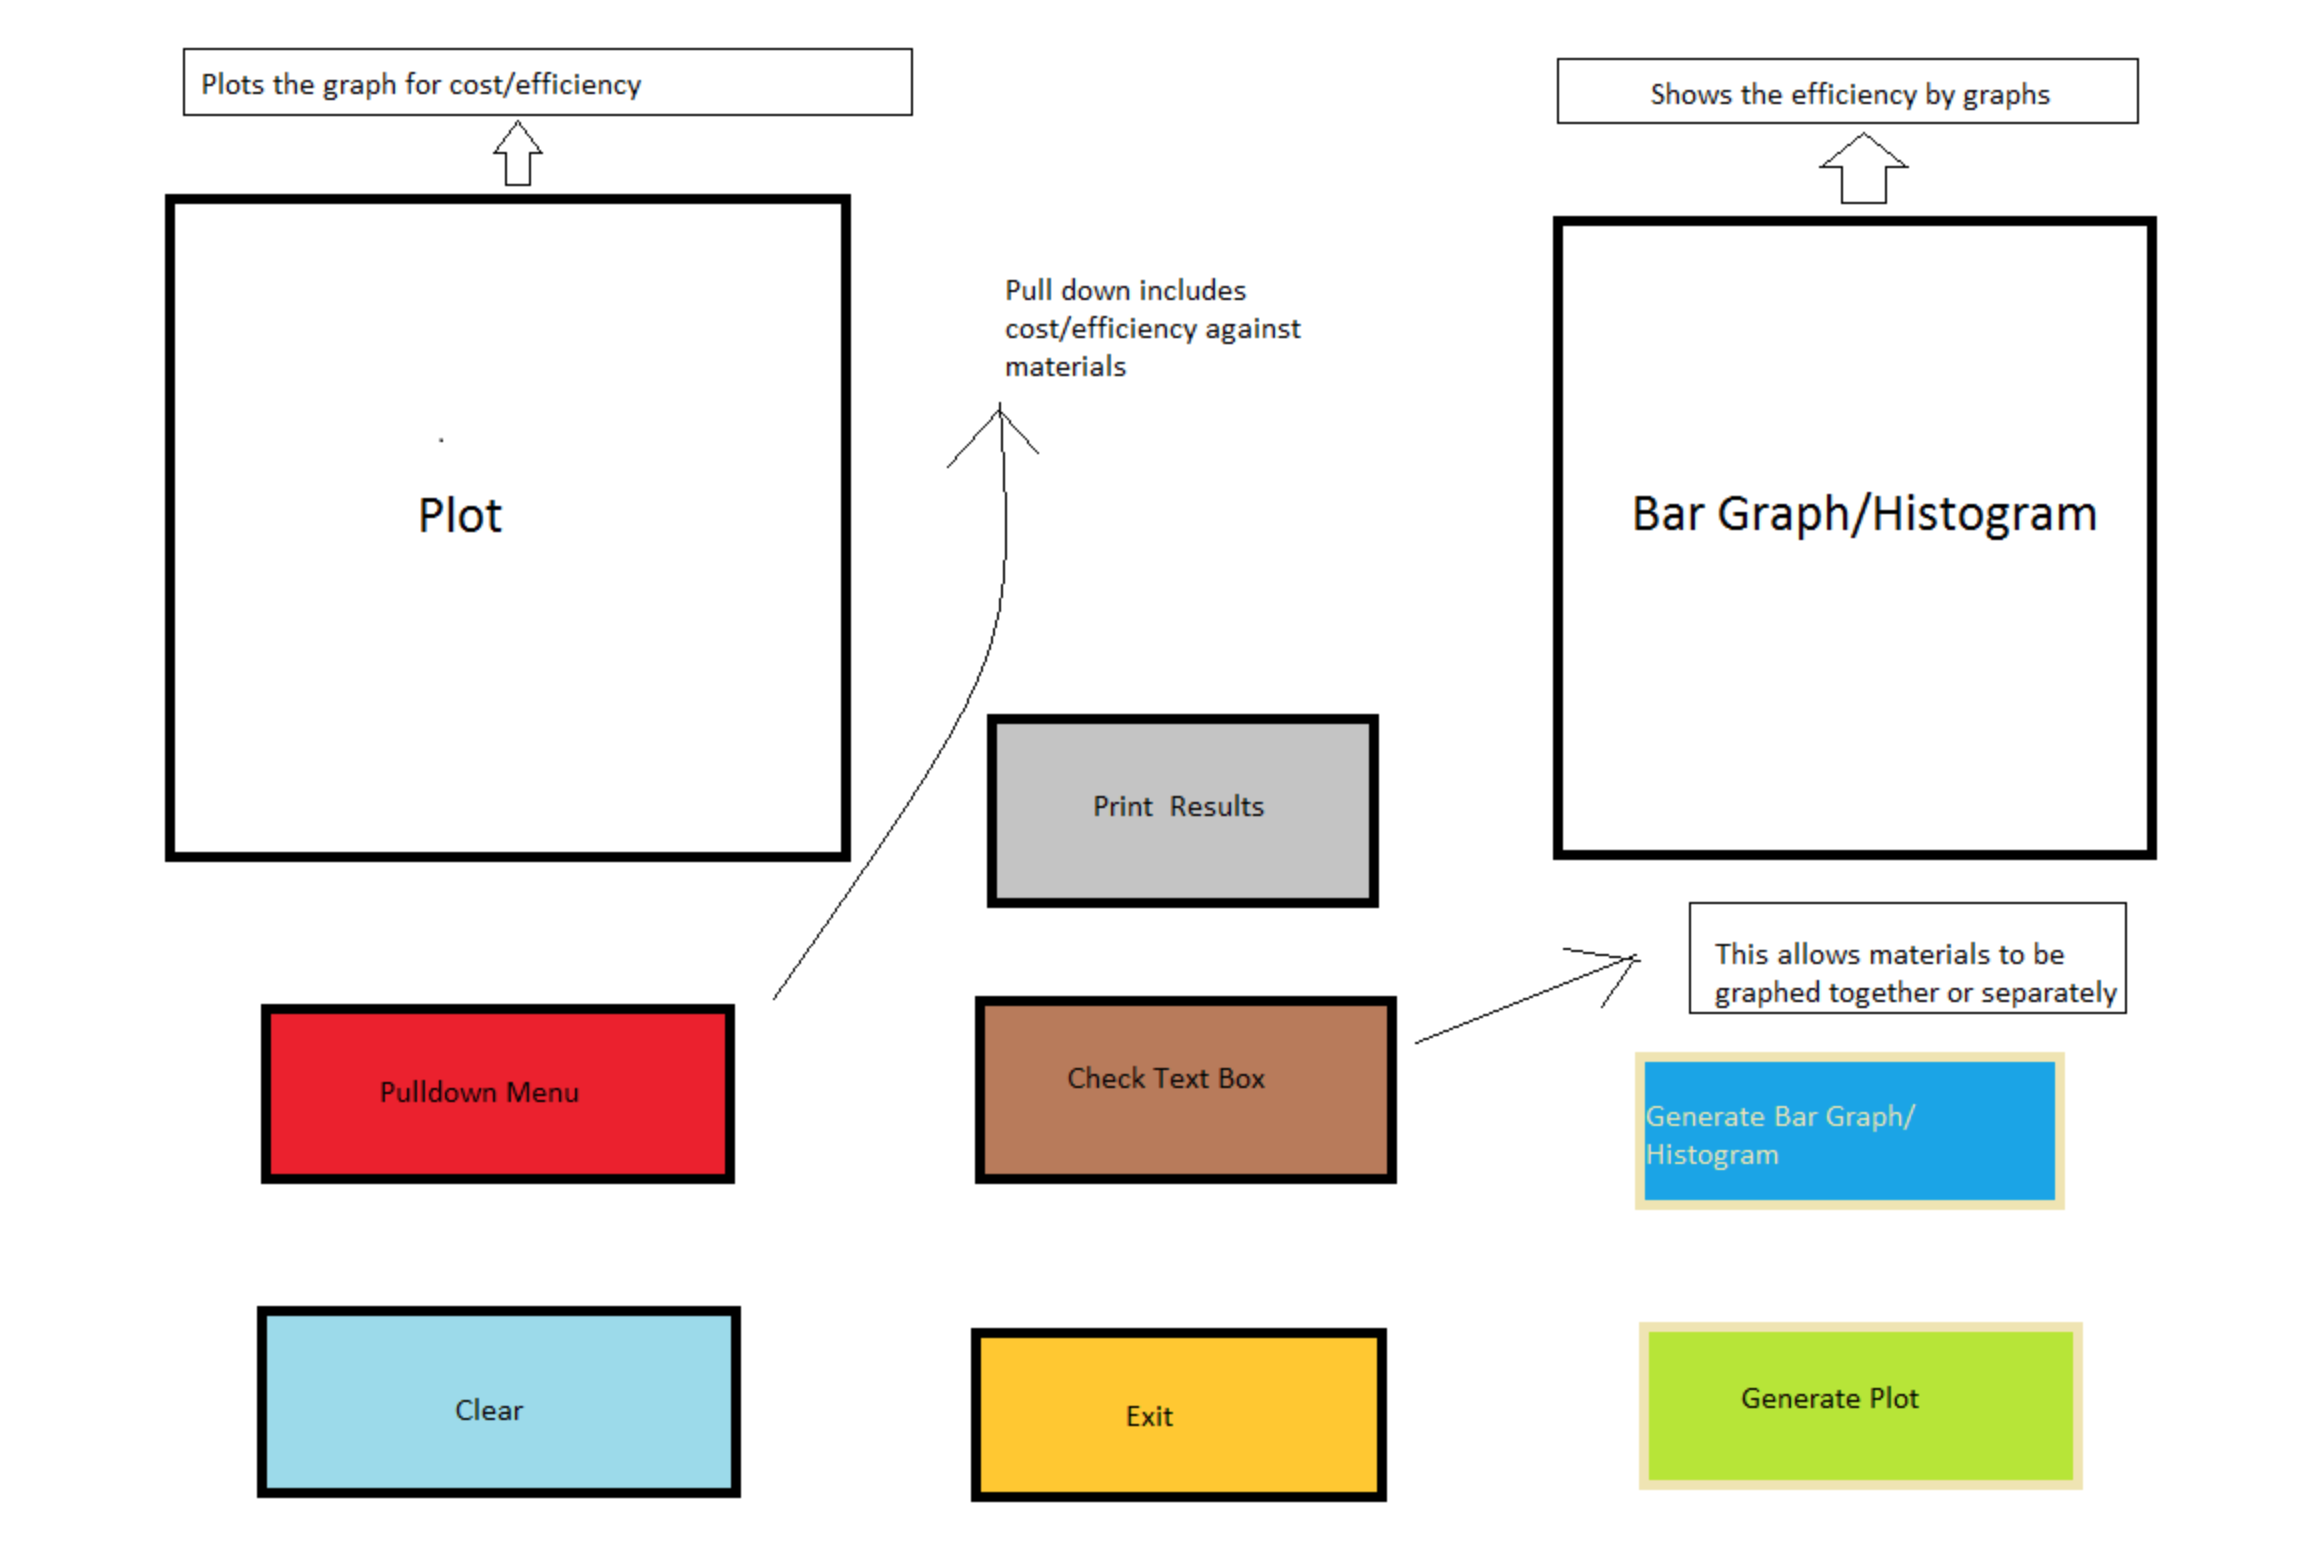 Plots the graph for cost/efficiency
Shows the efficiency by graphs
Pull down includes
cost/efficiency against
materials
Plot
Bar Graph/Histogram
Print  Results
This allows materials to be
graphed together or separately
Pulldown Menu
Check Text Box
Generate Bar Graph/
Histogram
Clear
Exit
Generate Plot